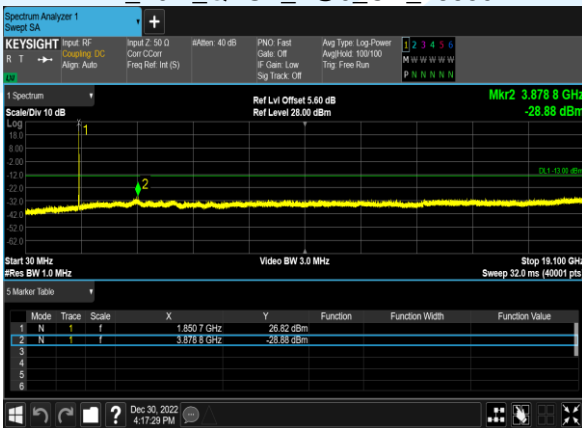 Spectrum Analyzer 1
Swept SA
+
KEYSIGHT Input: RF Input Z: 50 Ω #Atten: 40 dB PNO: Fast Avg Type: Log-Power 1 2 3 4 5 6
R T Coupling: DC Corr CCorr Gate: Off Avg|Hold: 100/100 M W W W W W
Align: Auto Freq Ref: Int (S) IF Gain: Low Trig: Free Run
LW Sig Track: Off P N N N N N
1 Spectrum Ref Lvl Offset 5.60 dB Mkr2 3.878 8 GHz
Scale/Div 10 dB Ref Level 28.00 dBm -28.88 dBm
Log
18.0
8.00
-2.00
-12.0
-22.0
-32.0
-42.0
-52.0
-62.0
1
2
DL1 -13.00 dBm
Start 30 MHz Video BW 3.0 MHz Stop 19.100 GHz
#Res BW 1.0 MHz Sweep 32.0 ms (40001 pts)
5 Marker Table
Mode Trace Scale X Y Function Function Width Function Value
1 N 1 f 1.850 7 GHz 26.82 dBm
2 N 1 f 3.878 8 GHz -28.88 dBm
3
4
5
6
? Dec 30, 2022
4:17:29 PM